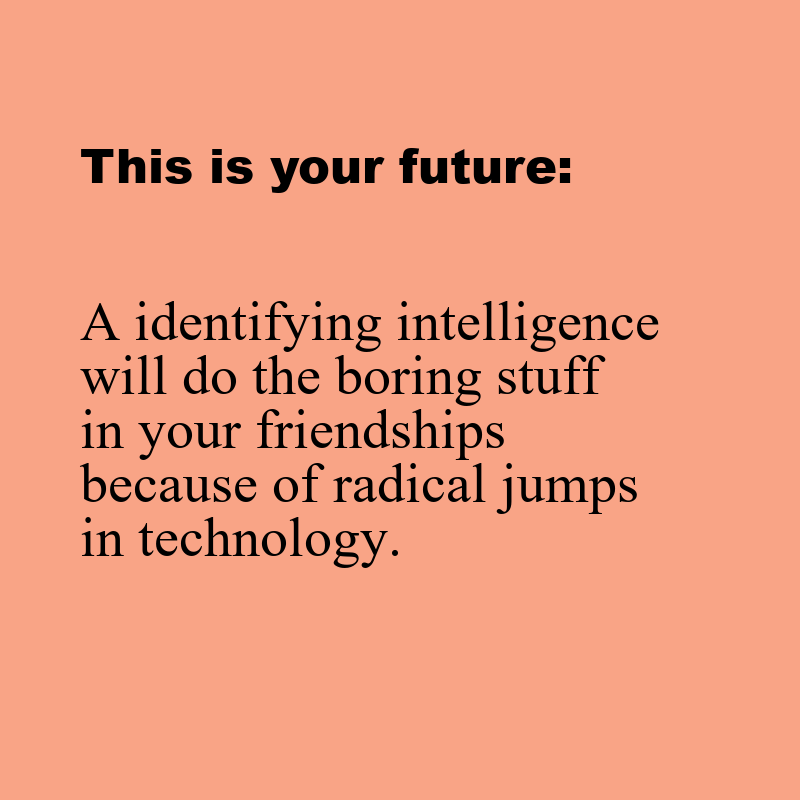 This is your future:
A identifying intelligence
will do the boring stuff
in your friendships
because of radical jumps
in technology.